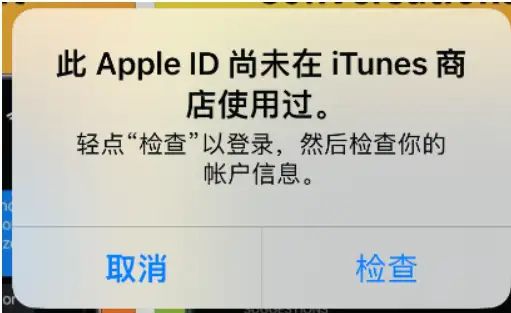 此 Apple ID 尚未在 iTunes 商
店使用过。
轻点“检查”以登录，然后检查你的
帐户信息。
取消
检查